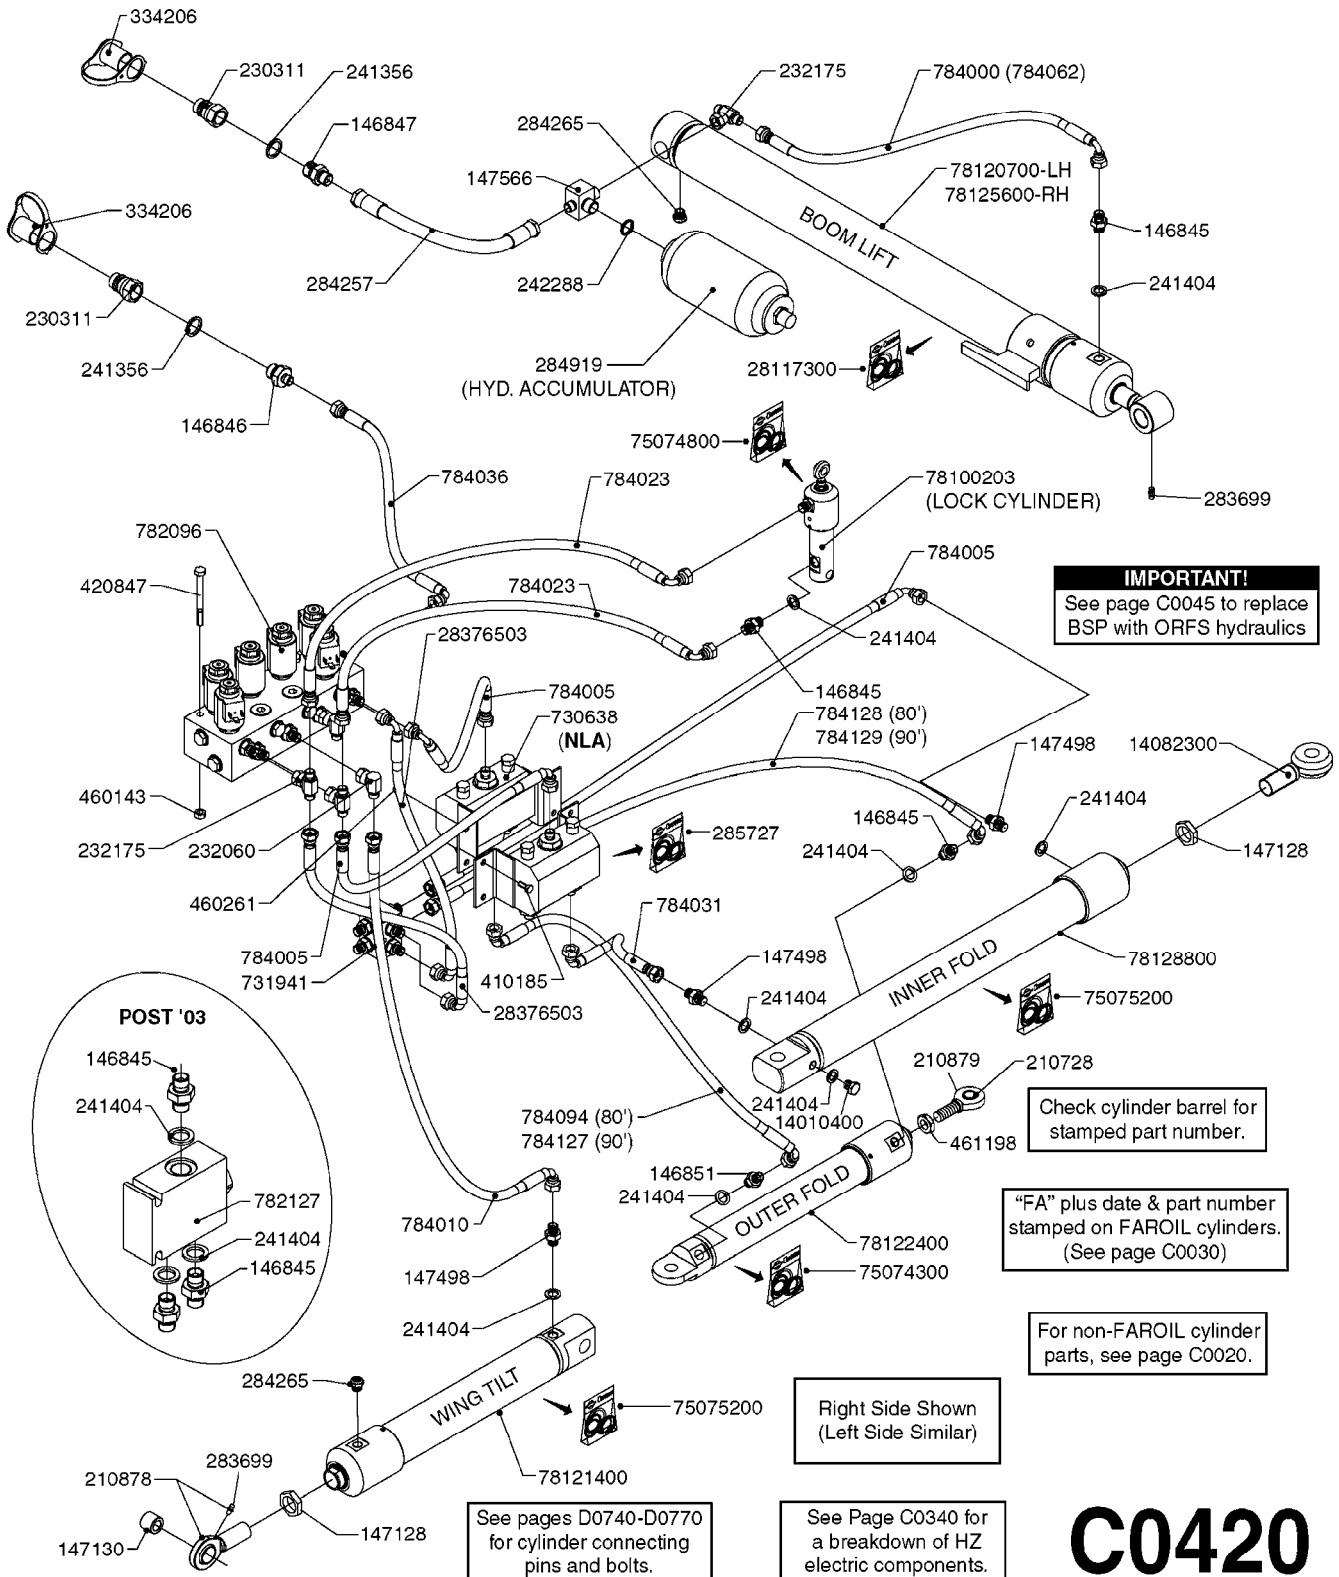 334206
230311
241356
146847
232175
784000 (784062)
284265
147566
78120700-LH
78125600-RH
BOOM LIFT
146845
334206
284257
242288
241404
230311
241356
284919
(HYD. ACCUMULATOR)
28117300
146846
75074800
784036
784023
78100203
(LOCK CYLINDER)
283699
782096
784005
420847
784023
IMPORTANT!
See page C0045 to replace
BSP with ORFS hydraulics
28376503
241404
784005
146845
730638
(NLA)
784128 (80')
784129 (90')
147498
14082300
460143
241404
285727
146845
232175
232060
241404
147128
460261
784031
784005
147498
731941
410185
INNER FOLD
78128800
241404
75075200
28376503
POST '03
146845
210879
210728
241404
784094 (80')
784127 (90')
241404
14010400
Check cylinder barrel for
stamped part number.
461198
146851
OUTER FOLD
241404
782127
784010
"FA" plus date & part number
stamped on FAROIL cylinders.
(See page C0030)
241404
78122400
146845
147498
75074300
241404
For non-FAROIL cylinder
parts, see page C0020.
284265
WING TILT
75075200
Right Side Shown
(Left Side Similar)
283699
210878
78121400
147128
147130
See pages D0740-D0770
for cylinder connecting
pins and bolts.
See Page C0340 for
a breakdown of HZ
electric components.
C0420